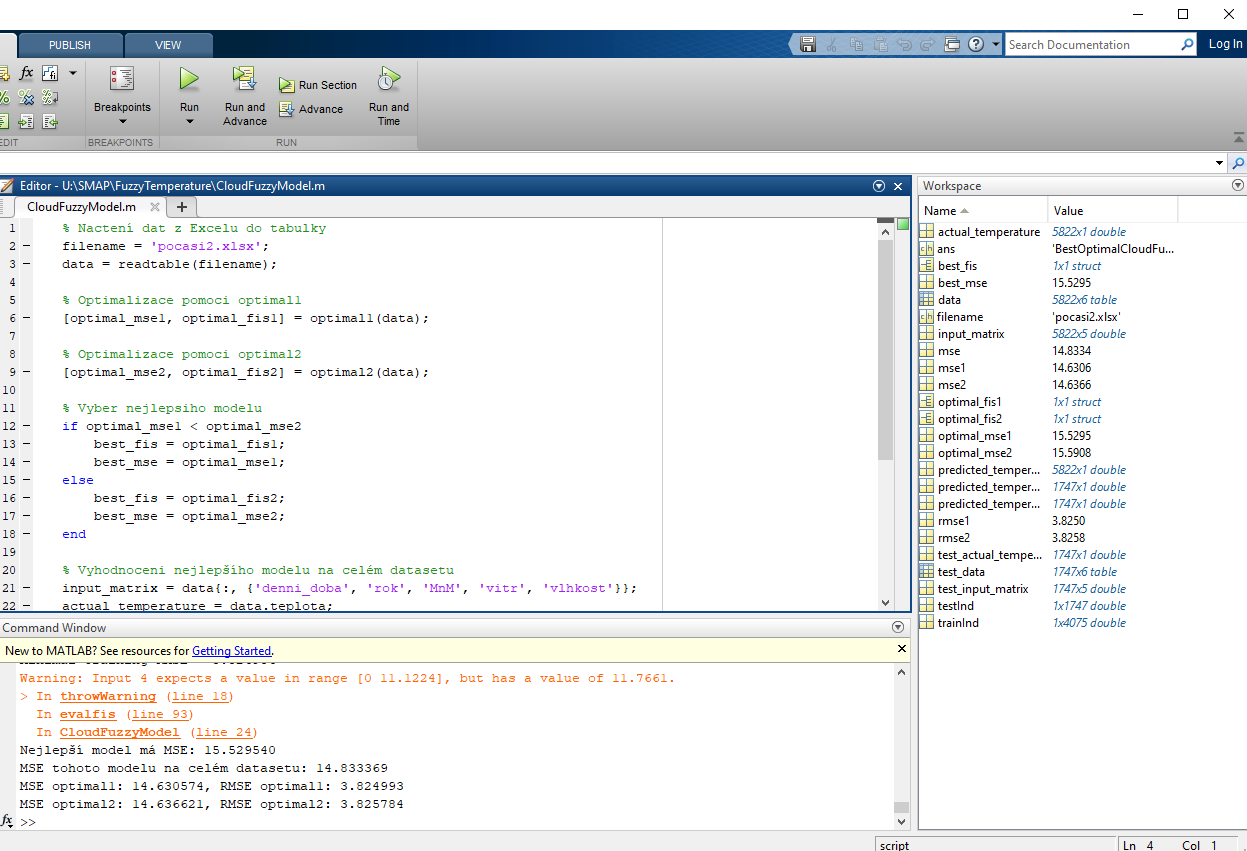 PUBLISH
VIEW
Search Documentation
Log In
Breakpoints
Run
Run and
Advance
Run Section
Advance
Run and
Time
EDIT
BREAKPOINTS
RUN
Editor - U:\SMAP\FuzzyTemperature\CloudFuzzyModel.m
CloudFuzzyModel.m
1 % Nactení dat z Excelu do tabulky
2 filename = 'pocasi2.xlsx';
3 data = readtable(filename);
4
5 % Optimalizace pomoci optimal1
6 [optimal_mse1, optimal_fis1] = optimal1(data);
7
8 % Optimalizace pomoci optimal2
9 [optimal_mse2, optimal_fis2] = optimal2(data);
10
11 % Vyber nejlepsiho modelu
12 if optimal_mse1 < optimal_mse2
13 best_fis = optimal_fis1;
14 best_mse = optimal_mse1;
15 else
16 best_fis = optimal_fis2;
17 best_mse = optimal_mse2;
18 end
19
20 % Vyhodnoceni nejlepšího modelu na celém datasetu
21 input_matrix = data{:, {'denni_doba', 'rok', 'MnM', 'vitr', 'vlhkost'}};
22 actual_temperature = data.teplota;
Command Window
New to MATLAB? See resources for Getting Started.
Warning: Input 4 expects a value in range [0 11.1224], but has a value of 11.7661.
> In throwWarning (line 18)
In evalfis (line 93)
In CloudFuzzyModel (line 24)
Nejlepší model má MSE: 15.529540
MSE tohoto modelu na celém datasetu: 14.833369
MSE optimal1: 14.630574, RMSE optimal1: 3.824993
MSE optimal2: 14.636621, RMSE optimal2: 3.825784
fx >>
Workspace
Name Value
actual_temperature 5822x1 double
ans 'BestOptimalCloudFu...
best_fis 1x1 struct
best_mse 15.5295
data 5822x6 table
filename 'pocasi2.xlsx'
input_matrix 5822x5 double
mse 14.8334
mse1 14.6306
mse2 14.6366
optimal_fis1 1x1 struct
optimal_fis2 1x1 struct
optimal_mse1 15.5295
optimal_mse2 15.5908
predicted_temper... 5822x1 double
predicted_temper... 1747x1 double
predicted_temper... 1747x1 double
rmse1 3.8250
rmse2 3.8258
test_actual_tempe... 1747x1 double
test_data 1747x6 table
test_input_matrix 1747x5 double
testInd 1x1747 double
trainInd 1x4075 double
script
Ln 4 Col 1